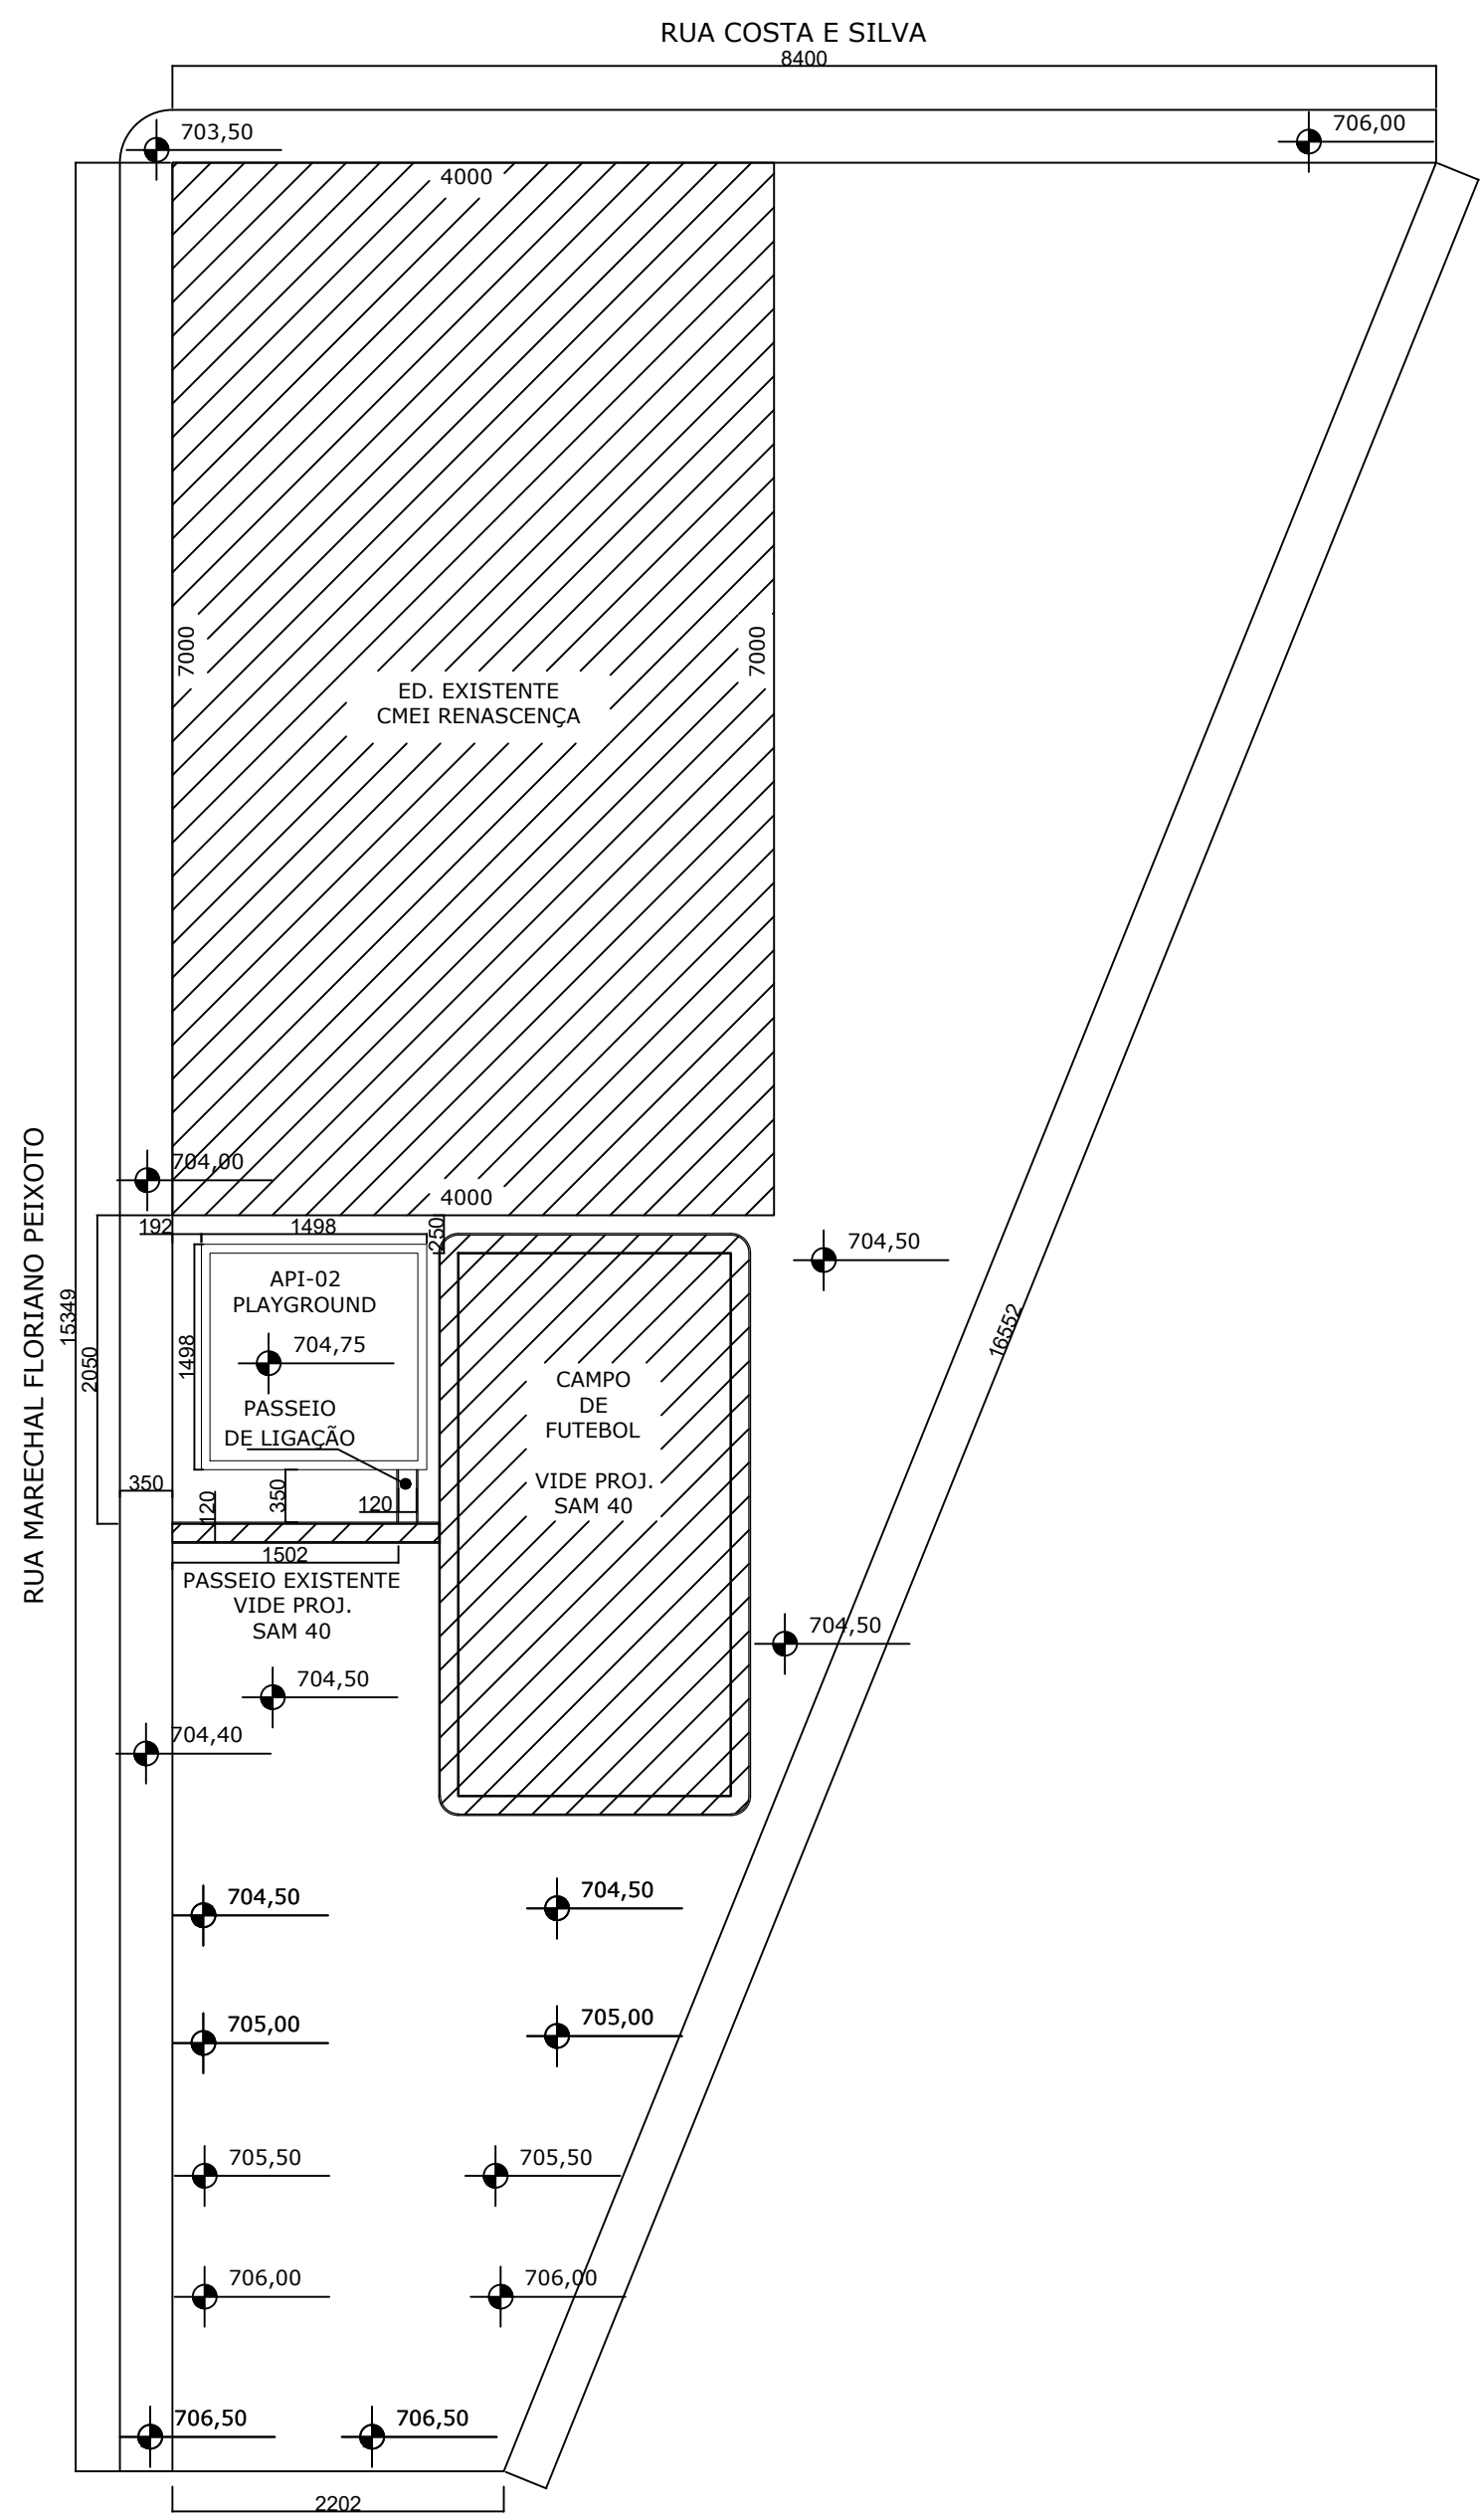 RUA COSTA E SILVA
8400
703,50
706,00
4000
7000
7000
ED. EXISTENTE
CMEI RENASCENÇA
RUA MARECHAL FLORIANO PEIXOTO
704,00
4000
192
1498
250
704,50
API-02
PLAYGROUND
15349
2050
1498
704,75
16552
CAMPO
DE
FUTEBOL
PASSEIO
DE LIGAÇÃO
VIDE PROJ.
SAM 40
350
120
350
120
1502
PASSEIO EXISTENTE
VIDE PROJ.
SAM 40
704,50
704,50
704,40
704,50
704,50
705,00
705,00
705,50
705,50
706,00
706,00
706,50
706,50
2202